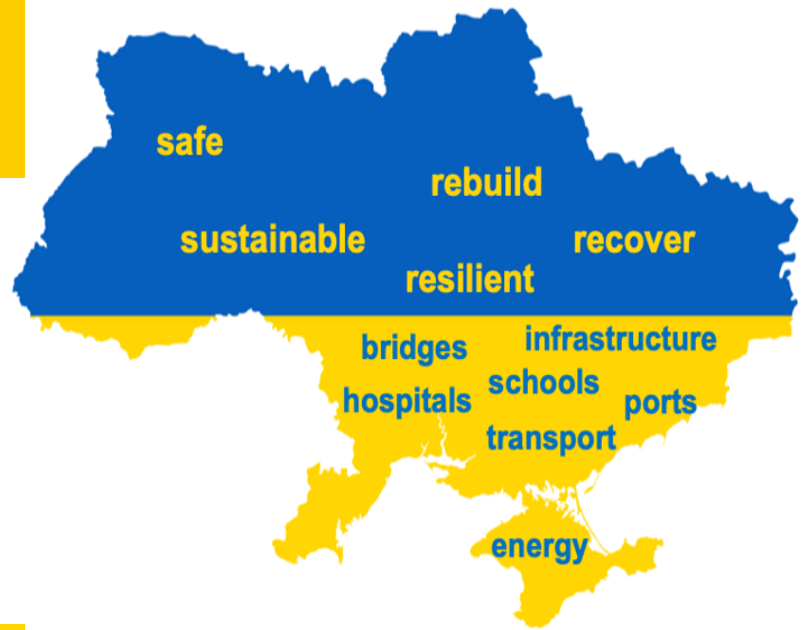 safe
rebuild
sustainable
recover
resilient
infrastructure
bridges
schools
hospitals
ports
transport
energy